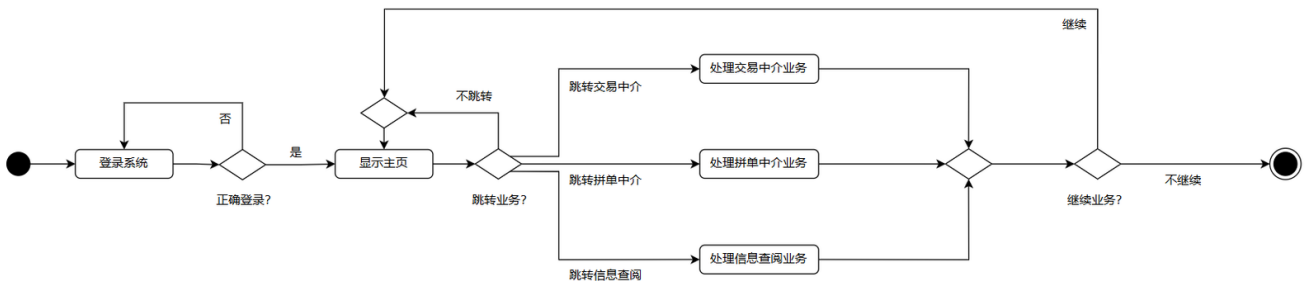 继续
处理交易中介业务
跳转交易中介
不跳转
否
登录系统
是
显示主页
处理拼单中介业务
跳转拼单中介
不继续
正确登录?
跳转业务?
继续业务?
处理信息查阅业务
跳转信息查阅